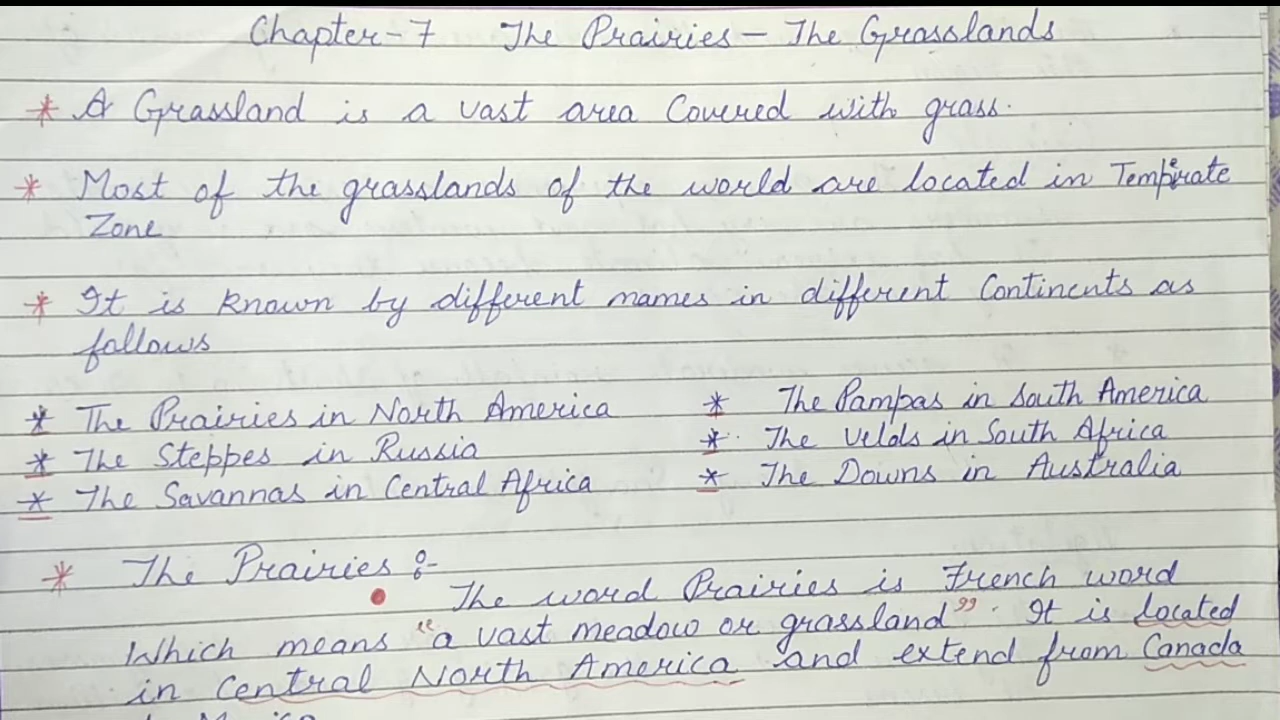 Chapter-7 The Prairies - The Grasslands
* A Grassland is a vast area Covered with grass.
* Most of the grasslands of the world are located in Temperate
Zone
* It is known by different names in different Continents as
follows
* The Prairies in North America * The Pampas in South America
* The Steppes in Russia * The Velds in South Africa
* The Savannas in Central Africa * The Downs in Australia
* The Prairies :-
The word Prairies is French word
Which means "a vast meadow or grassland". It is located
in Central North America and extend from Canada